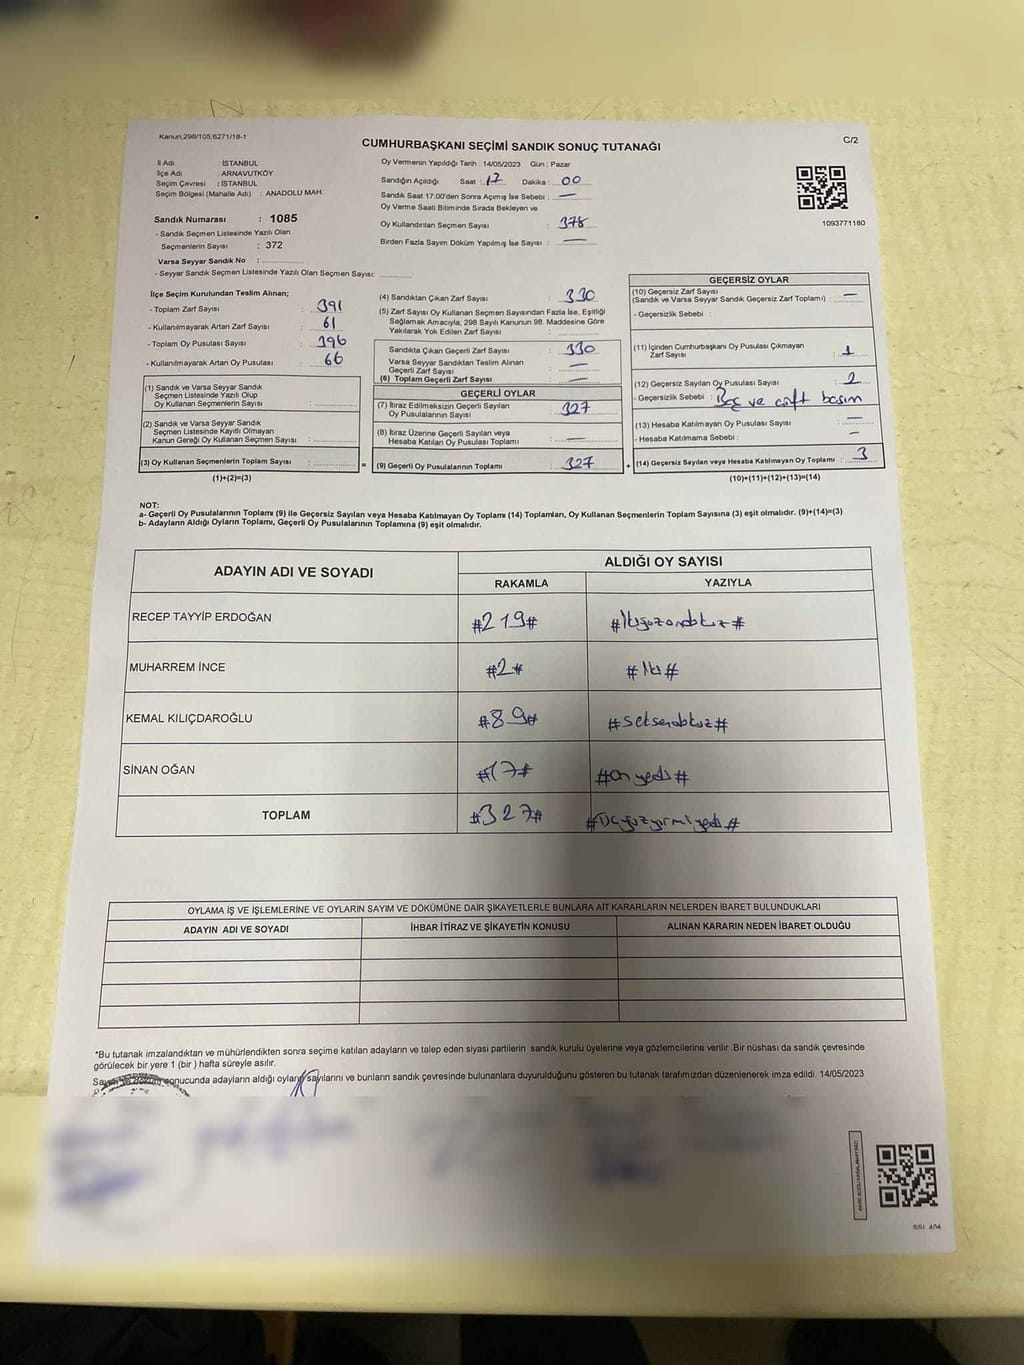 Kanun;298/105;6271/18-1
CUMHURBAŞKANI SEÇİMİ SANDIK SONUÇ TUTANAĞI
C/2
İl Adı : İSTANBUL
İlçe Adı : ARNAVUTKÖY
Seçim Çevresi : İSTANBUL
Seçim Bölgesi (Mahalle Adı) : ANADOLU MAH.
Sandık Numarası : 1085
- Sandık Seçmen Listesinde Yazılı Olan
Seçmenlerin Sayısı : 372
Varsa Seyyar Sandık No :
- Seyyar Sandık Seçmen Listesinde Yazılı Olan Seçmen Sayısı:
Oy Vermenin Yapıldığı Tarih : 14/05/2023 Gün : Pazar
Sandığın Açıldığı Saat : 17 Dakika : 00
Sandık Saat 17:00'den Sonra Açımış İse Sebebi : —
Oy Verme Saati Bitiminde Sırada Bekleyen ve
Oy Kullandırılan Seçmen Sayısı : 378
Birden Fazla Sayım Döküm Yapılmış İse Sayısı : —
1093771180
İlçe Seçim Kurulundan Teslim Alınan;
- Toplam Zarf Sayısı : 391
- Kullanılmayarak Artan Zarf Sayısı : 61
- Toplam Oy Pusulası Sayısı : 396
- Kullanılmayarak Artan Oy Pusulası : 66
(1) Sandık ve Varsa Seyyar Sandık
Seçmen Listesinde Yazılı Olup
Oy Kullanan Seçmenlerin Sayısı :
(2) Sandık ve Varsa Seyyar Sandık
Seçmen Listesinde Kayıtlı Olmayan
Kanun Gereği Oy Kullanan Seçmen Sayısı :
(3) Oy Kullanan Seçmenlerin Toplam Sayısı :
(1)+(2)=(3)
(4) Sandıktan Çıkan Zarf Sayısı : 330
(5) Zarf Sayısı Oy Kullanan Seçmen Sayısından Fazla İse, Eşitliği
Sağlamak Amacıyla; 298 Sayılı Kanunun 98. Maddesine Göre
Yakılarak Yok Edilen Zarf Sayısı :
Sandıkta Çıkan Geçerli Zarf Sayısı : 330
Varsa Seyyar Sandıktan Teslim Alınan
Geçerli Zarf Sayısı : —
(6) Toplam Geçerli Zarf Sayısı : —
GEÇERLİ OYLAR
(7) İtiraz Edilmeksizin Geçerli Sayılan
Oy Pusulalarının Sayısı : 327
(8) İtiraz Üzerine Geçerli Sayılan veya
Hesaba Katılan Oy Pusulası Toplamı : —
= (9) Geçerli Oy Pusulalarının Toplamı : 327 +
GEÇERSİZ OYLAR
(10) Geçersiz Zarf Sayısı
(Sandık ve Varsa Seyyar Sandık Geçersiz Zarf Toplamı) : —
- Geçersizlik Sebebi :
(11) İçinden Cumhurbaşkanı Oy Pusulası Çıkmayan
Zarf Sayısı : 1
(12) Geçersiz Sayılan Oy Pusulası Sayısı : 2
- Geçersizlik Sebebi : Boş ve çift basım
(13) Hesaba Katılmayan Oy Pusulası Sayısı : —
- Hesaba Katılmama Sebebi : —
(14) Geçersiz Sayılan veya Hesaba Katılmayan Oy Toplamı : 3
(10)+(11)+(12)+(13)=(14)
NOT:
a- Geçerli Oy Pusulalarının Toplamı (9) ile Geçersiz Sayılan veya Hesaba Katılmayan Oy Toplamı (14) Toplamları, Oy Kullanan Seçmenlerin Toplam Sayısına (3) eşit olmalıdır. (9)+(14)=(3)
b- Adayların Aldığı Oyların Toplamı, Geçerli Oy Pusulalarının Toplamına (9) eşit olmalıdır.
ADAYIN ADI VE SOYADI
ALDIĞI OY SAYISI
RAKAMLA YAZIYLA
RECEP TAYYİP ERDOĞAN #219# #İkiyüzondokuz#
MUHARREM İNCE #2# #İki#
KEMAL KILIÇDAROĞLU #89# #seksendokuz#
SİNAN OĞAN #17# #On yedi#
TOPLAM #327# #Üçyüzyirmiyedi#
OYLAMA İŞ VE İŞLEMLERİNE VE OYLARIN SAYIM VE DÖKÜMÜNE DAİR ŞİKAYETLERLE BUNLARA AİT KARARLARIN NELERDEN İBARET BULUNDUKLARI
ADAYIN ADI VE SOYADI İHBAR İTİRAZ VE ŞİKAYETİN KONUSU ALINAN KARARIN NEDEN İBARET OLDUĞU
*Bu tutanak imzalandıktan ve mühürlendikten sonra seçime katılan adayların ve talep eden siyasi partilerin sandık kurulu üyelerine veya gözlemcilerine verilir .Bir nüshası da sandık çevresinde
görülecek bir yere 1 (bir ) hafta süreyle asılır.
sonucunda adayların aldığı oyların sayılarını ve bunların sandık çevresinde bulunanlara duyurulduğunu gösteren bu tutanak tarafımızdan düzenlenerek imza edildi. 14/05/2023